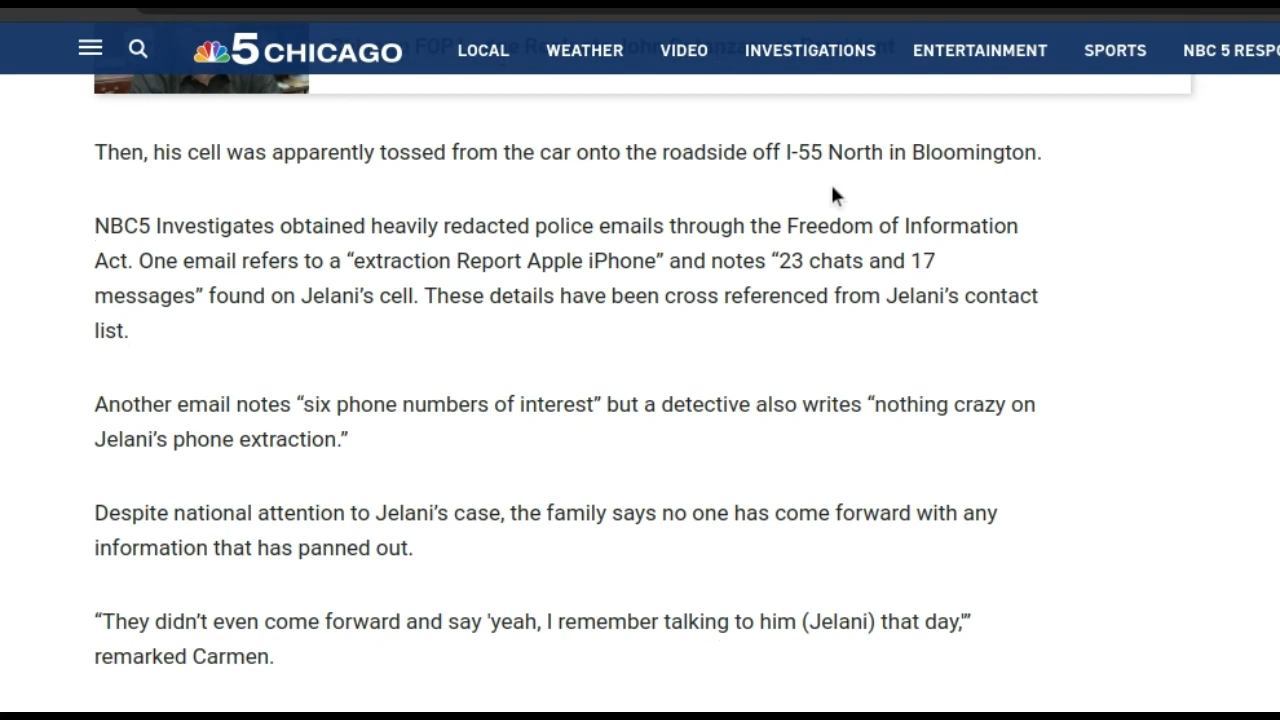 5 CHICAGO LOCAL WEATHER VIDEO INVESTIGATIONS ENTERTAINMENT SPORTS NBC 5 RESPO
Then, his cell was apparently tossed from the car onto the roadside off I-55 North in Bloomington.
NBC5 Investigates obtained heavily redacted police emails through the Freedom of Information
Act. One email refers to a “extraction Report Apple iPhone” and notes “23 chats and 17
messages” found on Jelani’s cell. These details have been cross referenced from Jelani’s contact
list.
Another email notes “six phone numbers of interest” but a detective also writes “nothing crazy on
Jelani’s phone extraction.”
Despite national attention to Jelani’s case, the family says no one has come forward with any
information that has panned out.
“They didn’t even come forward and say 'yeah, I remember talking to him (Jelani) that day,'”
remarked Carmen.